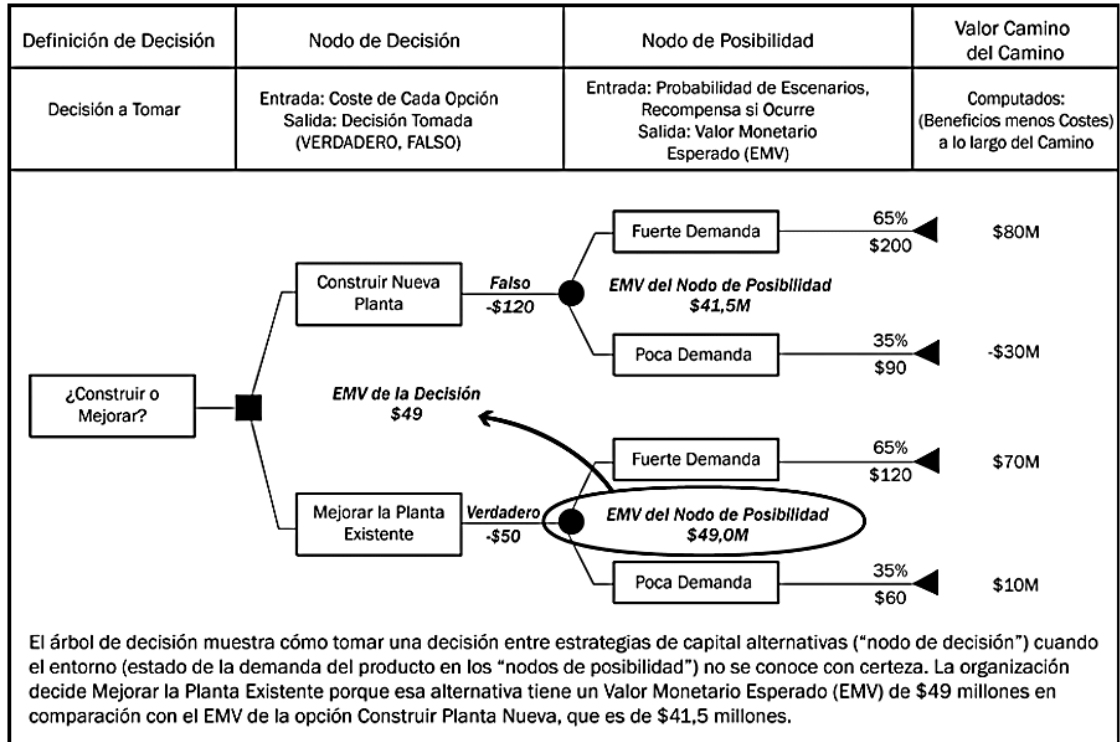 Definición de Decisión
Nodo de Decisión
Nodo de Posibilidad
Valor Camino
del Camino
Decisión a Tomar
Entrada: Coste de Cada Opción
Salida: Decisión Tomada
(VERDADERO, FALSO)
Entrada: Probabilidad de Escenarios,
Recompensa si Ocurre
Salida: Valor Monetario
Esperado (EMV)
Computados:
(Beneficios menos Costes)
a lo largo del Camino
¿Construir o
Mejorar?
Construir Nueva
Planta
Falso
-$120
Fuerte Demanda
65%
$200
$80M
EMV del Nodo de Posibilidad
$41,5M
Poca Demanda
35%
$90
-$30M
EMV de la Decisión
$49
Mejorar la Planta
Existente
Verdadero
-$50
Fuerte Demanda
65%
$120
$70M
EMV del Nodo de Posibilidad
$49,0M
Poca Demanda
35%
$60
$10M
El árbol de decisión muestra cómo tomar una decisión entre estrategias de capital alternativas (“nodo de decisión”) cuando
el entorno (estado de la demanda del producto en los “nodos de posibilidad”) no se conoce con certeza. La organización
decide Mejorar la Planta Existente porque esa alternativa tiene un Valor Monetario Esperado (EMV) de $49 millones en
comparación con el EMV de la opción Construir Planta Nueva, que es de $41,5 millones.